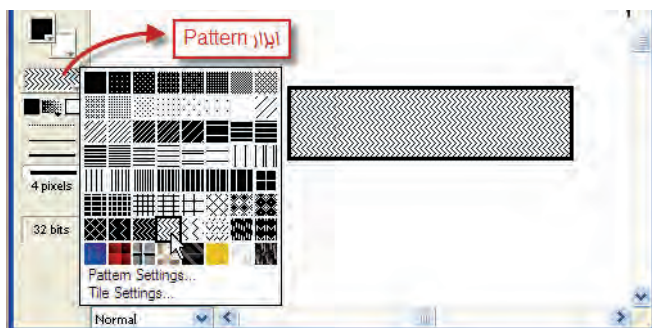 ابزار Pattern
4 pixels
32 bits
Pattern Settings...
Tile Settings...
Normal